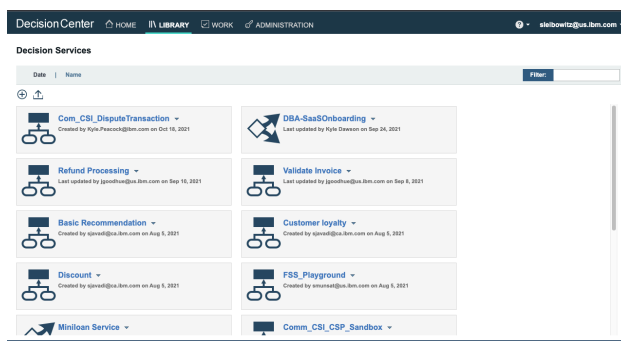 Decision Center HOME LIBRARY WORK ADMINISTRATION ? sleibowitz@us.ibm.com
Decision Services
Date | Name Filter:
Com_CSI_DisputeTransaction
Created by Kyle.Peacock@ibm.com on Oct 18, 2021
DBA-SaaSOnboarding
Last updated by Kyle Dawson on Sep 24, 2021
Refund Processing
Last updated by jgoodhue@us.ibm.com on Sep 10, 2021
Validate Invoice
Last updated by jgoodhue@us.ibm.com on Sep 8, 2021
Basic Recommendation
Created by sjavadi@ca.ibm.com on Aug 5, 2021
Customer loyalty
Created by sjavadi@ca.ibm.com on Aug 5, 2021
Discount
Created by sjavadi@ca.ibm.com on Aug 5, 2021
FSS_Playground
Created by smunsat@us.ibm.com on Aug 5, 2021
Miniloan Service
Comm_CSI_CSP_Sandbox